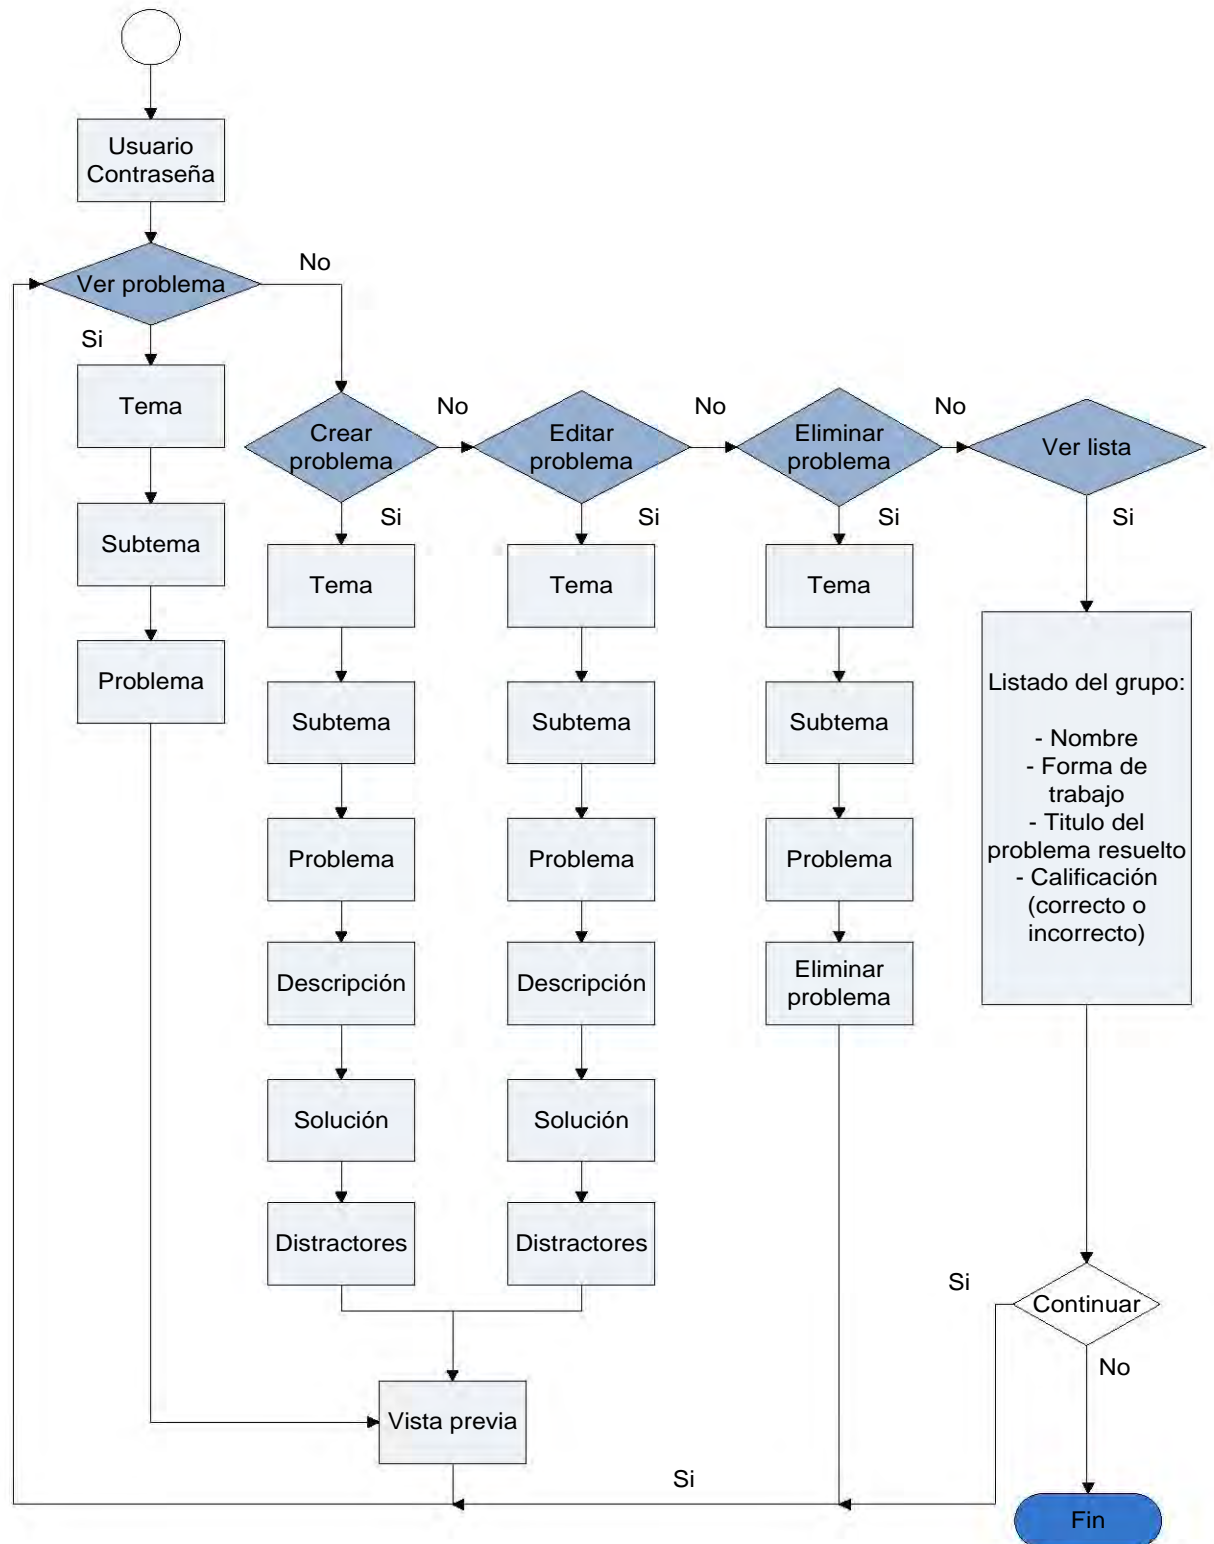 Usuario
Contraseña
Ver problema
No
Si
Tema
Subtema
Problema
Crear
problema
No
Si
Tema
Subtema
Problema
Descripción
Solución
Distractores
Editar
problema
No
Si
Tema
Subtema
Problema
Descripción
Solución
Distractores
Vista previa
Eliminar
problema
No
Si
Tema
Subtema
Problema
Eliminar
problema
Ver lista
Si
Listado del grupo:
- Nombre
- Forma de
trabajo
- Titulo del
problema resuelto
- Calificación
(correcto o
incorrecto)
Continuar
Si
No
Si
Fin